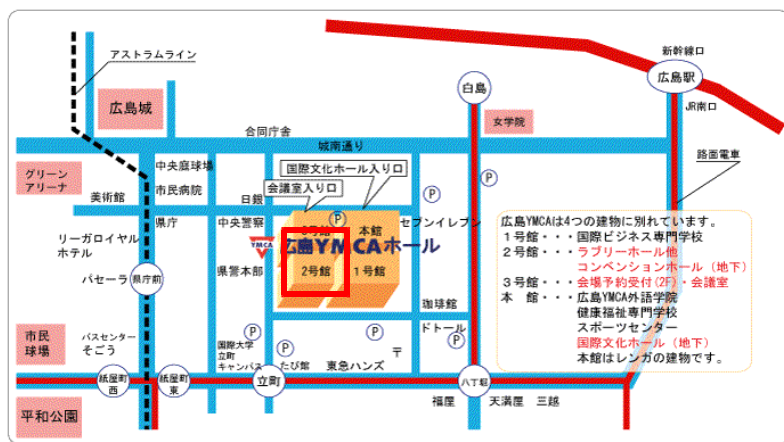 アストラムライン
新幹線口
広島駅
JR南口
白島
広島城
女学院
合同庁舎
城南通り
路面電車
グリーン
アリーナ
中央庭球場
市民病院
国際文化ホール入り口
会議室入り口
美術館
日銀
P
P
県庁
中央警察
P
セブンイレブン
リーガロイヤル
ホテル
3号館
本館
YMCA
広島YMCAホール
県警本部
2号館
1号館
パセーラ
県庁前
珈琲館
ドトール
市民
球場
バスセンター
そごう
P
国際大学
立町
キャンパス
P
たび館
東急ハンズ
〒
P
紙屋町
西
紙屋町
東
立町
八丁堀
平和公園
福屋
天満屋
三越
広島YMCAは4つの建物に別れています。
1号館・・・国際ビジネス専門学校
2号館・・・ラブリーホール他
コンベンションホール(地下)
3号館・・・会場予約受付(2F)・会議室
本 館・・・広島YMCA外語学院
健康福祉専門学校
スポーツセンター
国際文化ホール(地下)
本館はレンガの建物です。